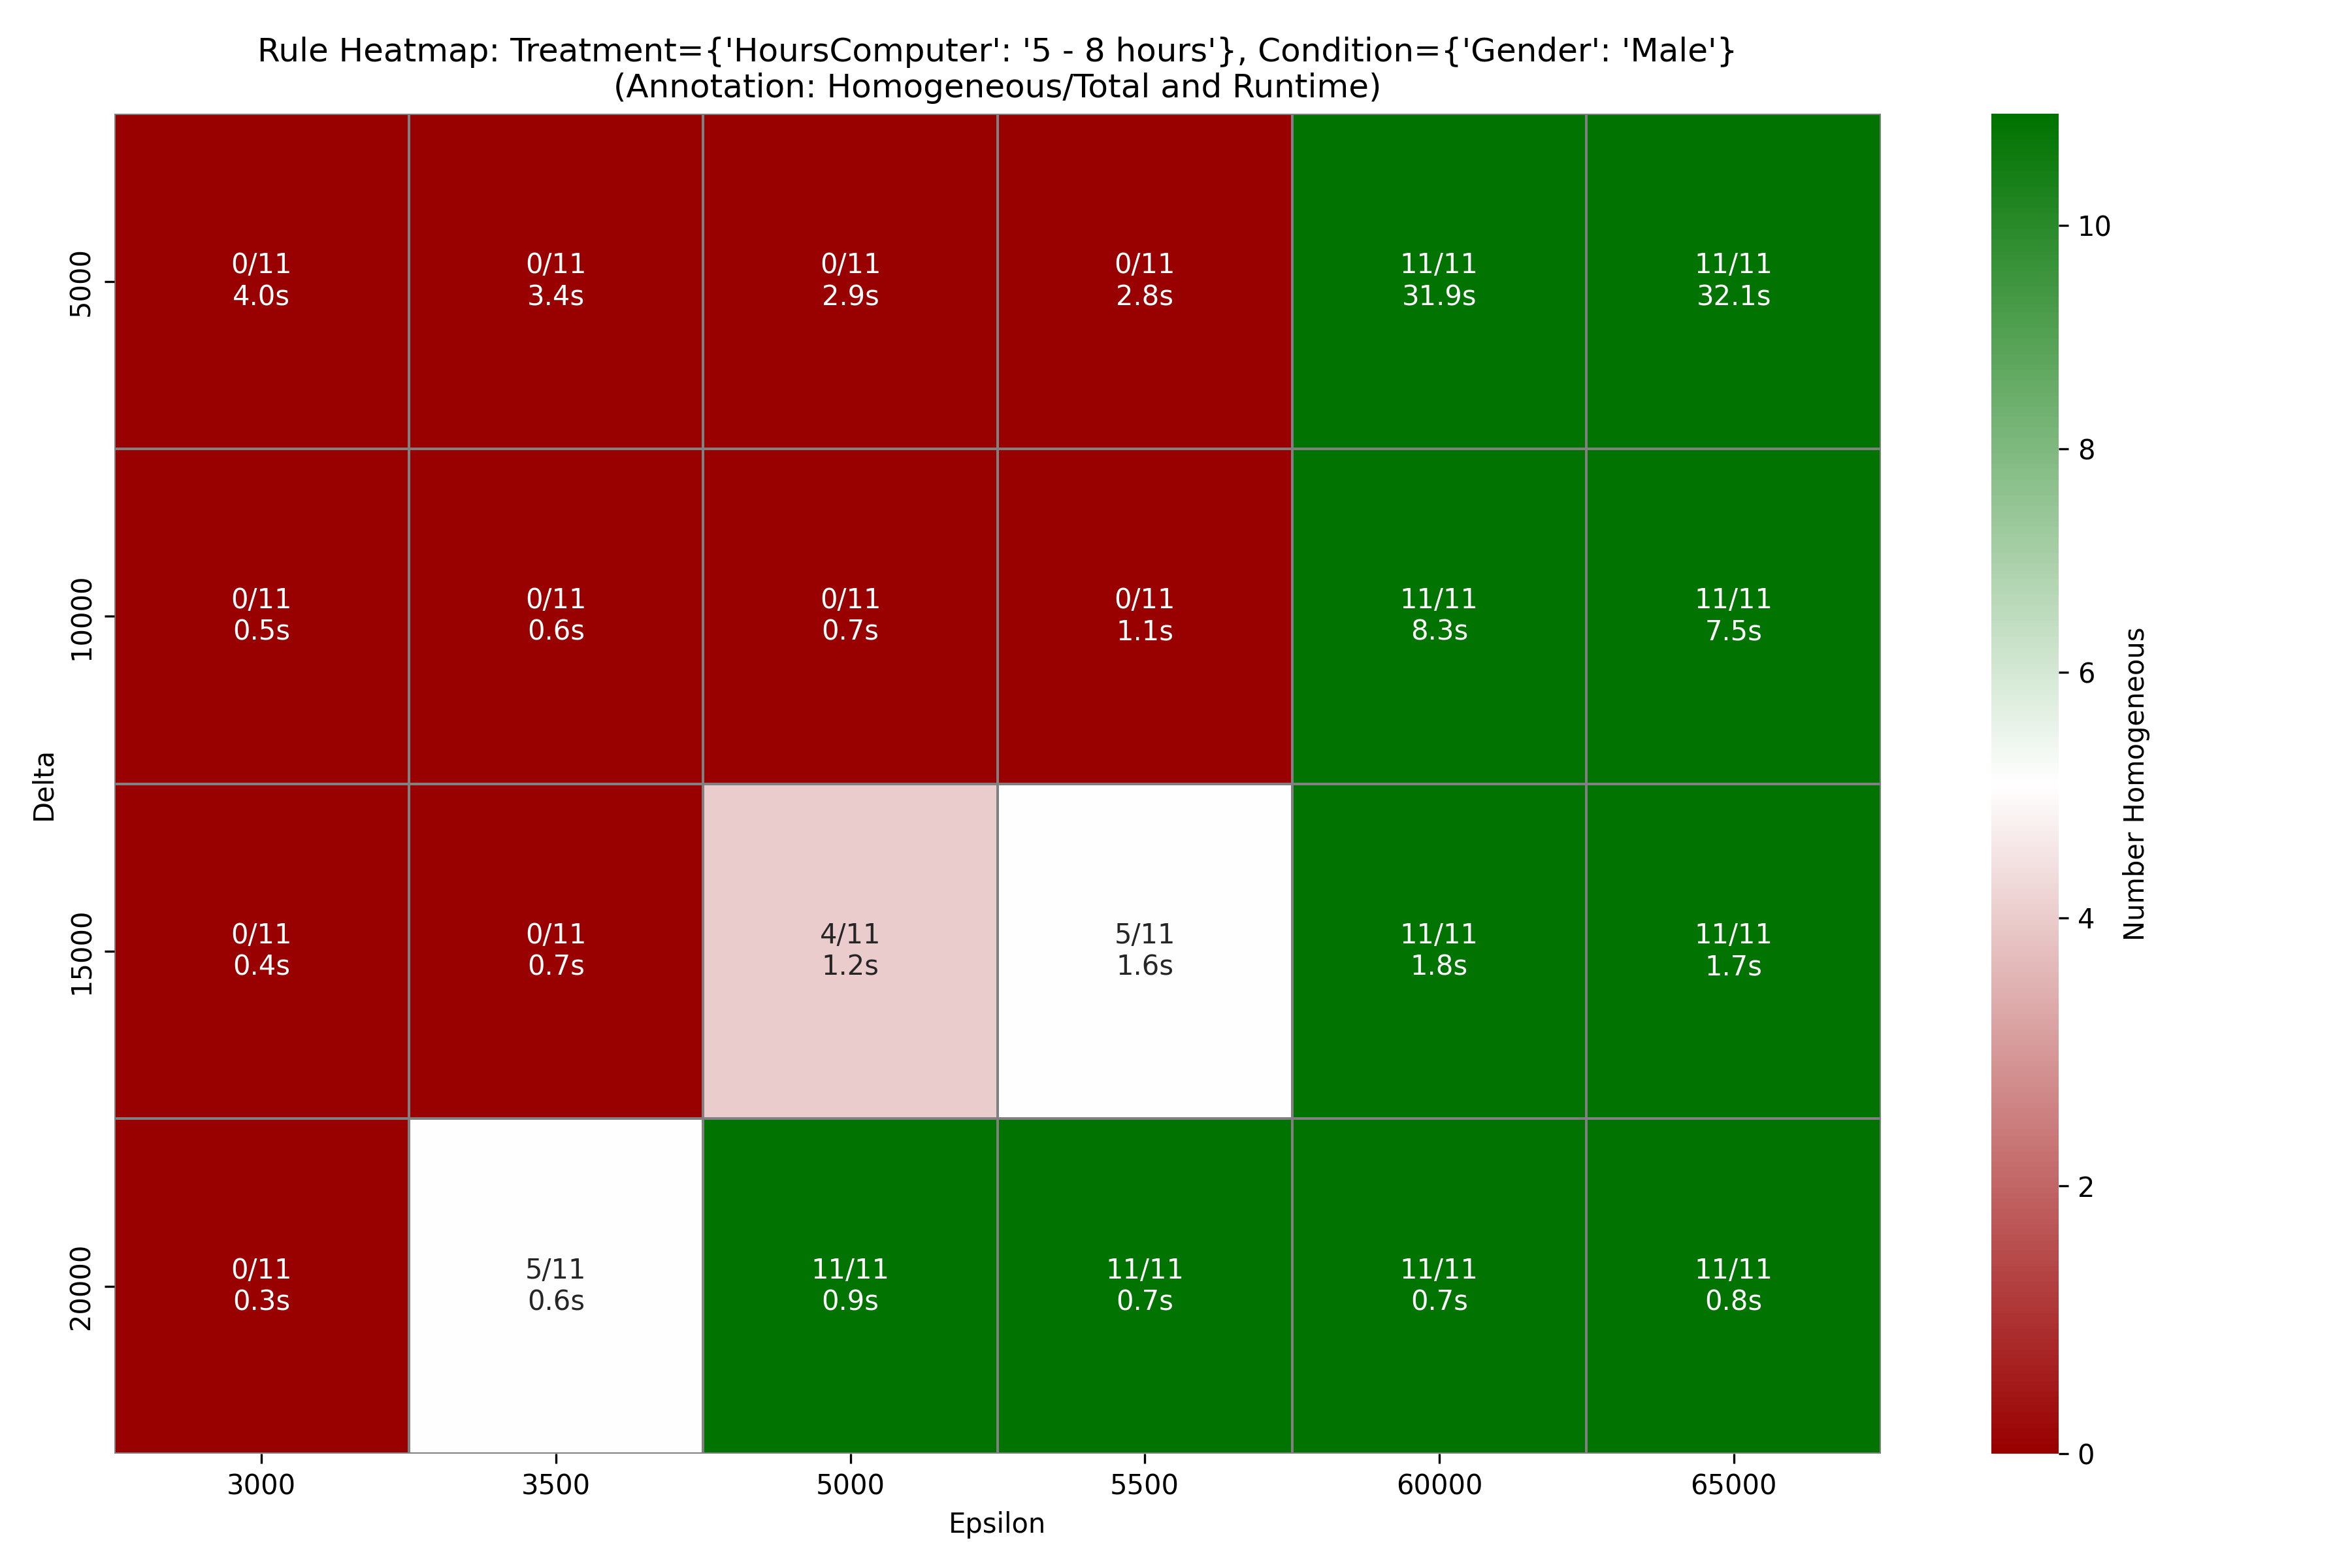 Rule Heatmap: Treatment={'HoursComputer': '5 - 8 hours'}, Condition={'Gender': 'Male'}
(Annotation: Homogeneous/Total and Runtime)
Delta
5000
0/11
4.0s
0/11
3.4s
0/11
2.9s
0/11
2.8s
11/11
31.9s
11/11
32.1s
10000
0/11
0.5s
0/11
0.6s
0/11
0.7s
0/11
1.1s
11/11
8.3s
11/11
7.5s
15000
0/11
0.4s
0/11
0.7s
4/11
1.2s
5/11
1.6s
11/11
1.8s
11/11
1.7s
20000
0/11
0.3s
5/11
0.6s
11/11
0.9s
11/11
0.7s
11/11
0.7s
11/11
0.8s
3000
3500
5000
5500
60000
65000
Epsilon
10
8
6
4
2
0
Number Homogeneous